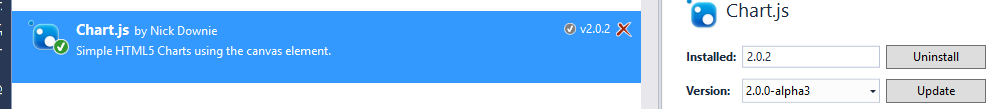 Chart.js by Nick Downie
v2.0.2
Simple HTML5 Charts using the canvas element.
Chart.js
Installed: 2.0.2 Uninstall
Version: 2.0.0-alpha3 Update